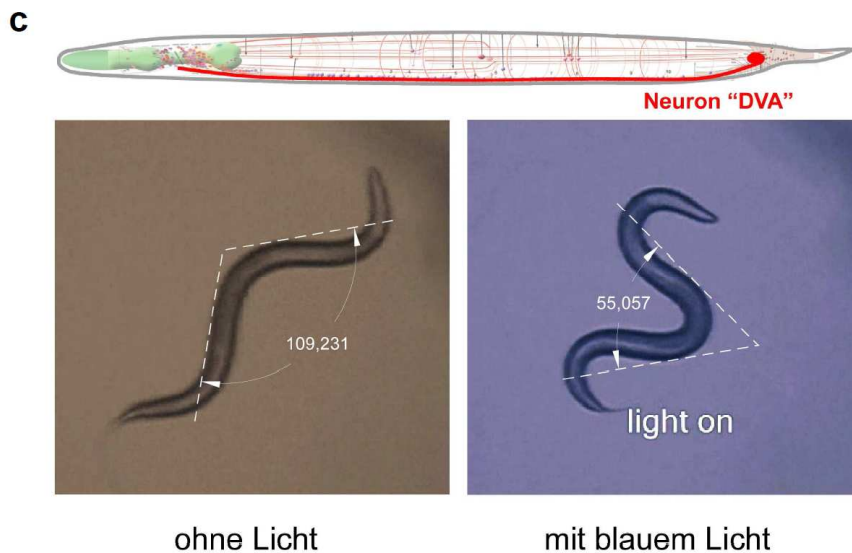 c
Neuron “DVA”
109,231
55,057
light on
ohne Licht
mit blauem Licht